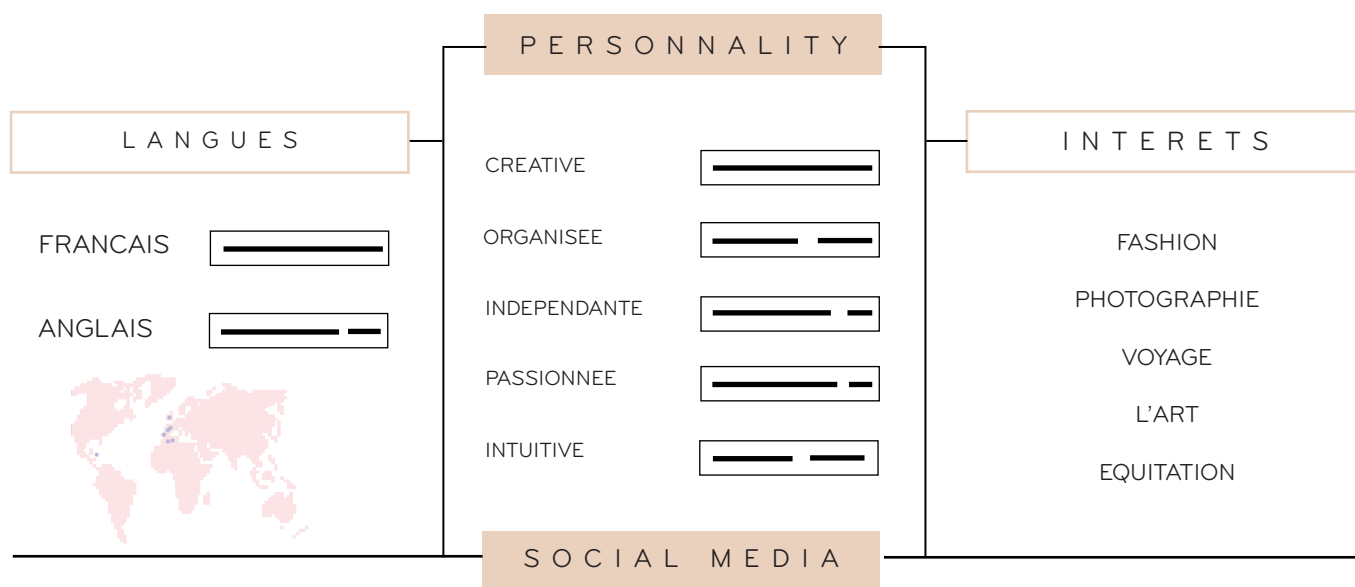 PERSONNALITY
LANGUES
FRANCAIS
ANGLAIS
CREATIVE
ORGANISEE
INDEPENDANTE
PASSIONNEE
INTUITIVE
INTERETS
FASHION
PHOTOGRAPHIE
VOYAGE
L'ART
EQUITATION
SOCIAL MEDIA